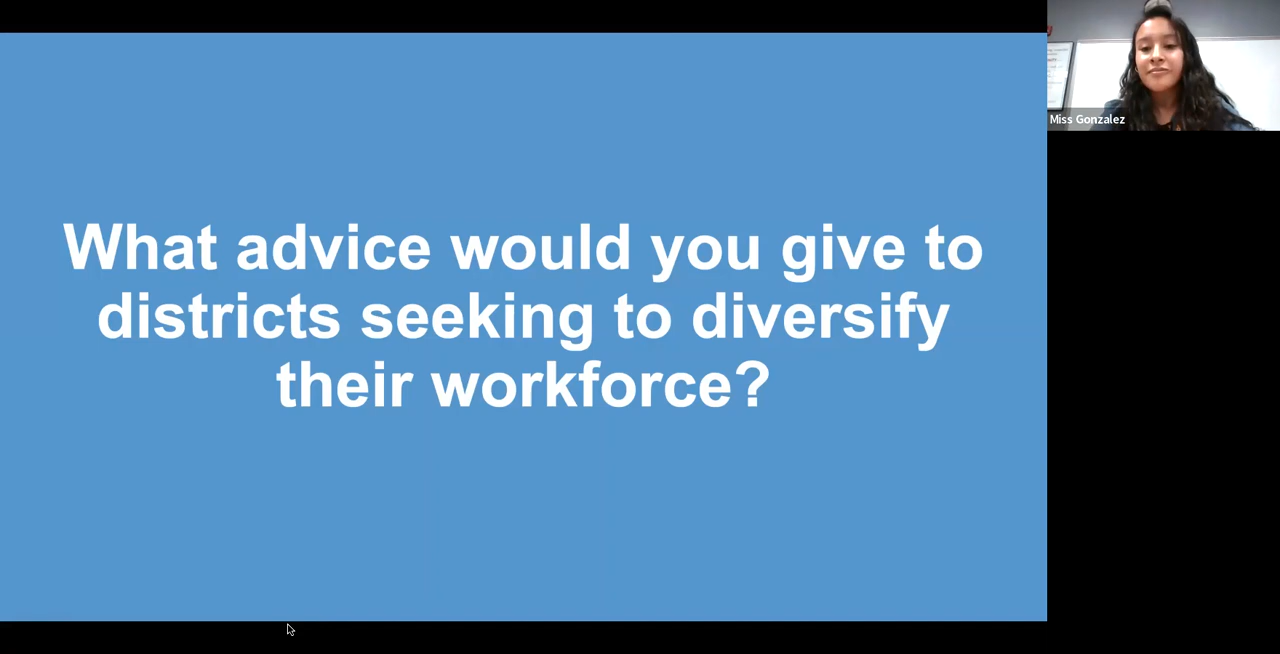 What advice would you give to
districts seeking to diversify
their workforce?
Miss Gonzalez